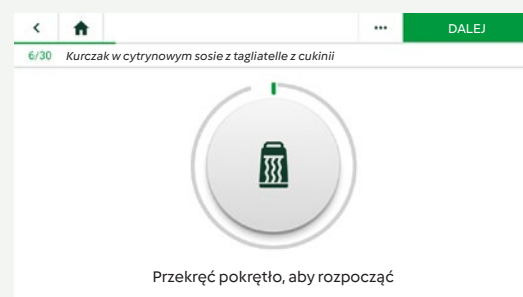 DALEJ
6/30 Kurczak w cytrynowym sosie z tagliatelle z cukinii
Przekręć pokrętło, aby rozpocząć